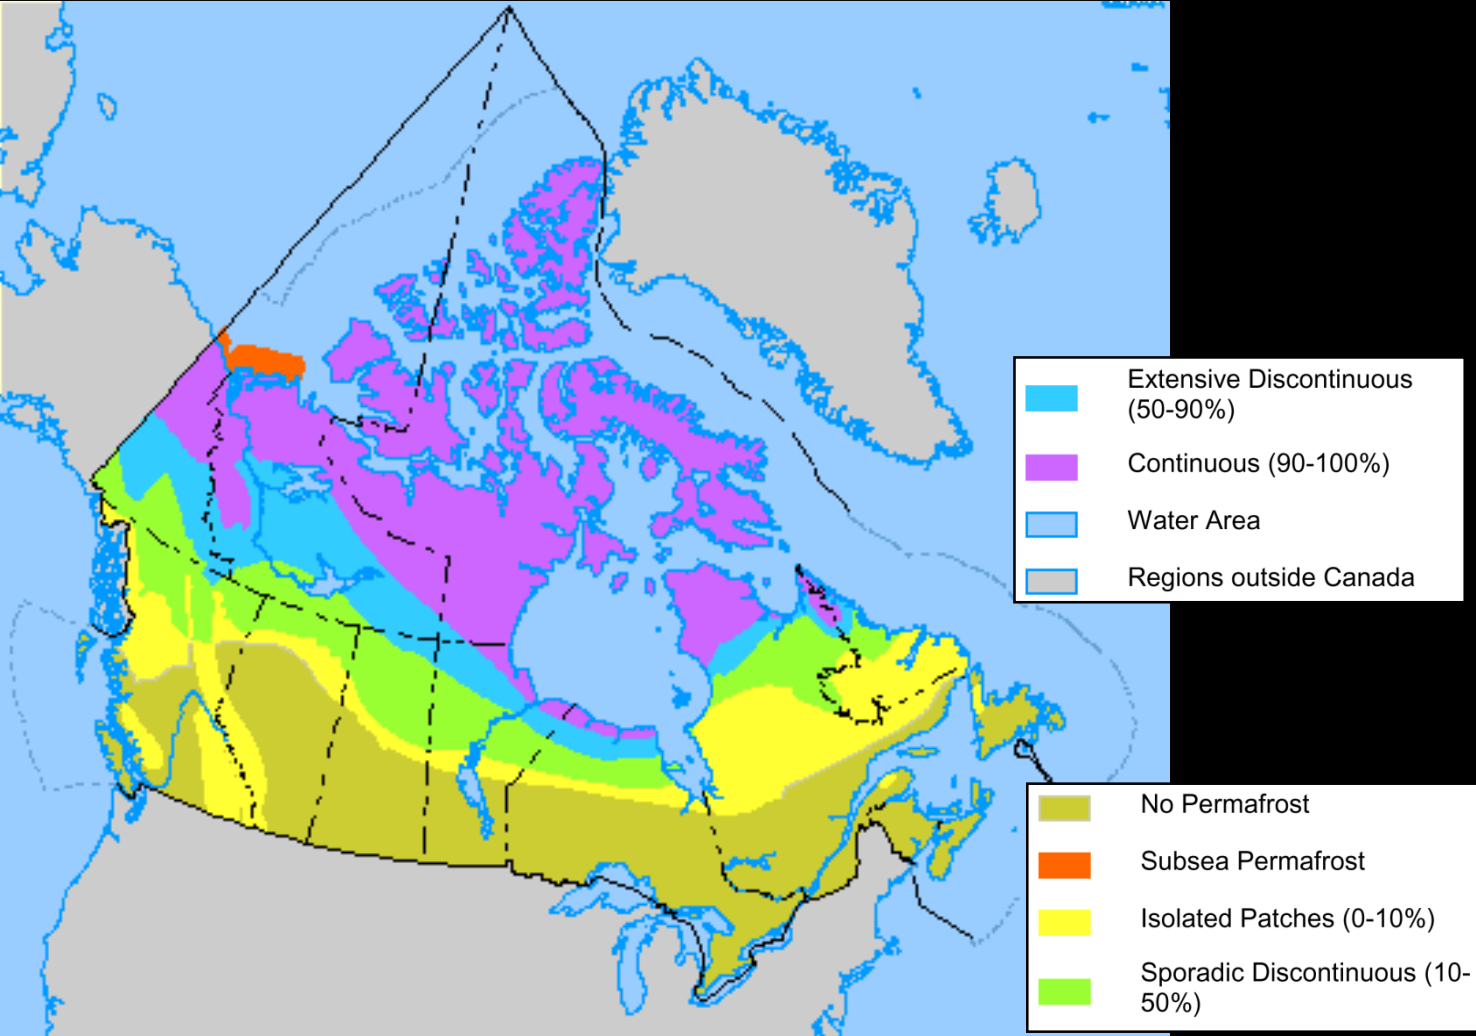 Extensive Discontinuous
(50-90%)
Continuous (90-100%)
Water Area
Regions outside Canada
No Permafrost
Subsea Permafrost
Isolated Patches (0-10%)
Sporadic Discontinuous (10-
50%)